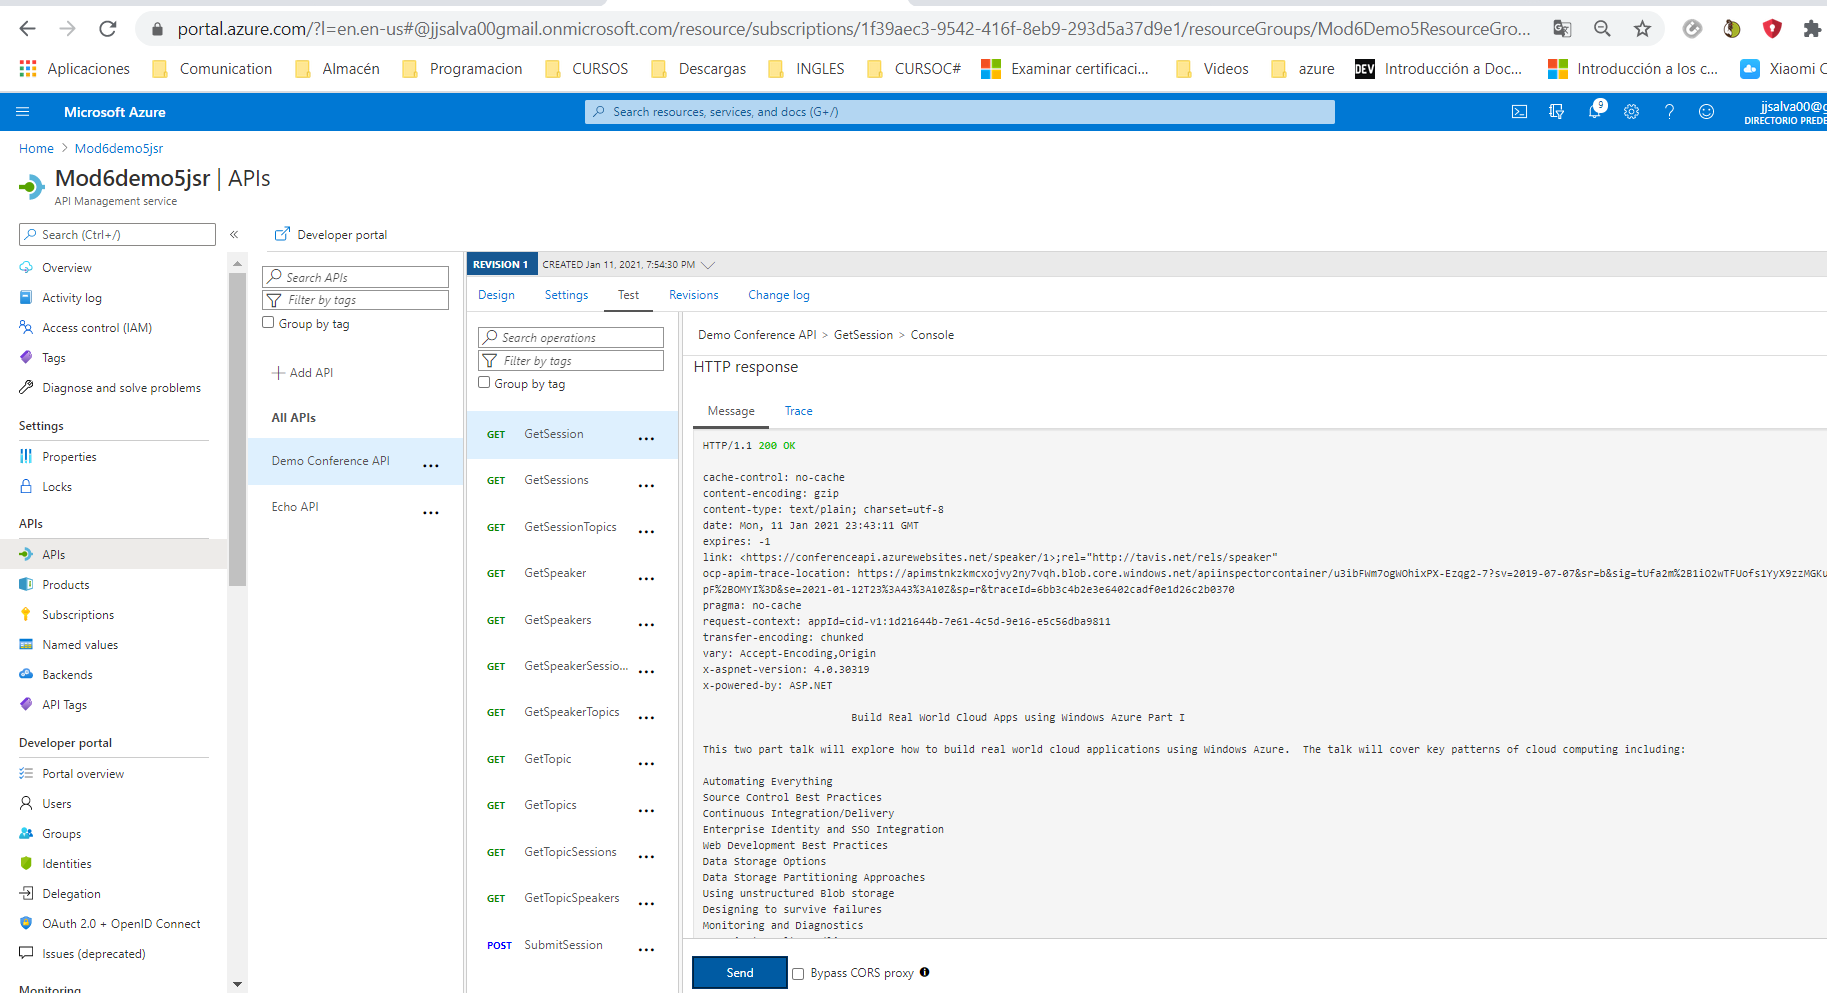 portal.azure.com/?l=en.en-us#@jjsalva00gmail.onmicrosoft.com/resource/subscriptions/1f39aec3-9542-416f-8eb9-293d5a37d9e1/resourceGroups/Mod6Demo5ResourceGro...
Aplicaciones Comunication Almacén Programacion CURSOS Descargas INGLES CURSOC# Examinar certificaci... Videos azure DEV Introducción a Doc... Introducción a los c... Xiaomi C
Microsoft Azure
Search resources, services, and docs (G+/)
9
jjsalva00@g
DIRECTORIO PREDE
Home > Mod6demo5jsr
Mod6demo5jsr | APIs
API Management service
Search (Ctrl+/)
«
Overview
Activity log
Access control (IAM)
Tags
Diagnose and solve problems
Settings
Properties
Locks
APIs
APIs
Products
Subscriptions
Named values
Backends
API Tags
Developer portal
Portal overview
Users
Groups
Identities
Delegation
OAuth 2.0 + OpenID Connect
Issues (deprecated)
Monitoring
Developer portal
Search APIs
Filter by tags
Group by tag
Add API
All APIs
Demo Conference API ...
Echo API ...
REVISION 1 CREATED Jan 11, 2021, 7:54:30 PM
Design Settings Test Revisions Change log
Search operations
Filter by tags
Group by tag
GET GetSession ...
GET GetSessions ...
GET GetSessionTopics ...
GET GetSpeaker ...
GET GetSpeakers ...
GET GetSpeakerSessio... ...
GET GetSpeakerTopics ...
GET GetTopic ...
GET GetTopics ...
GET GetTopicSessions ...
GET GetTopicSpeakers ...
POST SubmitSession ...
Demo Conference API > GetSession > Console
HTTP response
Message Trace
HTTP/1.1 200 OK
cache-control: no-cache
content-encoding: gzip
content-type: text/plain; charset=utf-8
date: Mon, 11 Jan 2021 23:43:11 GMT
expires: -1
link: <https://conferenceapi.azurewebsites.net/speaker/1>;rel="http://tavis.net/rels/speaker"
ocp-apim-trace-location: https://apimstnkzkmcxojvy2ny7vqh.blob.core.windows.net/apiinspectorcontainer/u3ibFWm7ogWOhixPX-Ezqg2-7?sv=2019-07-07&sr=b&sig=tUfa2m%2B1iO2wTFUofs1YyX9zzMGKu
pF%2BOMYI%3D&se=2021-01-12T23%3A43%3A10Z&sp=r&traceId=6bb3c4b2e3e6402cadf0e1d26c2b0370
pragma: no-cache
request-context: appId=cid-v1:1d21644b-7e61-4c5d-9e16-e5c56dba9811
transfer-encoding: chunked
vary: Accept-Encoding,Origin
x-aspnet-version: 4.0.30319
x-powered-by: ASP.NET
Build Real World Cloud Apps using Windows Azure Part I
This two part talk will explore how to build real world cloud applications using Windows Azure.  The talk will cover key patterns of cloud computing including:
Automating Everything
Source Control Best Practices
Continuous Integration/Delivery
Enterprise Identity and SSO Integration
Web Development Best Practices
Data Storage Options
Data Storage Partitioning Approaches
Using unstructured Blob storage
Designing to survive failures
Monitoring and Diagnostics
Send
Bypass CORS proxy